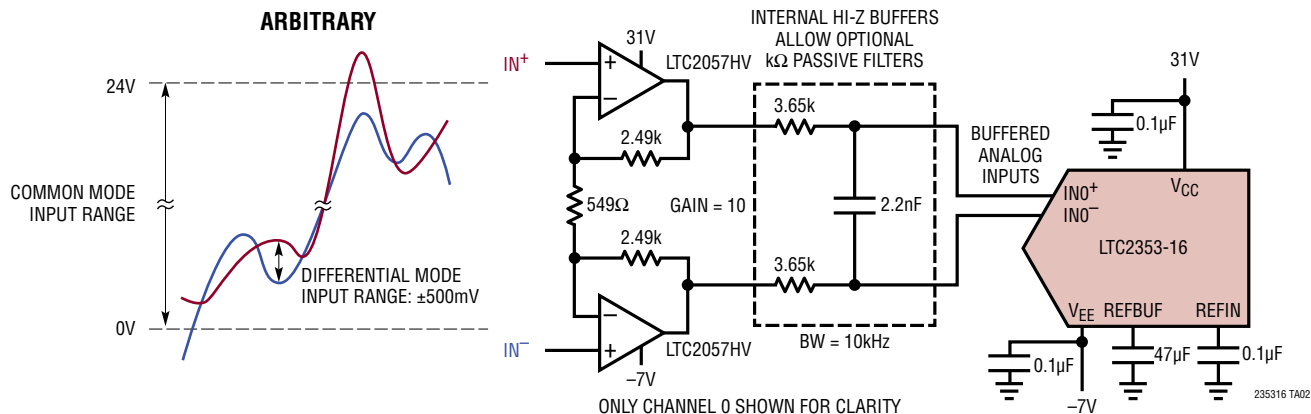 ARBITRARY
24V
COMMON MODE
INPUT RANGE
DIFFERENTIAL MODE
INPUT RANGE: ±500mV
0V
INTERNAL HI-Z BUFFERS
ALLOW OPTIONAL
kΩ PASSIVE FILTERS
IN+
31V
LTC2057HV
+
–
2.49k
549Ω
GAIN = 10
2.49k
3.65k
2.2nF
3.65k
–
+
IN–
LTC2057HV
–7V
BW = 10kHz
BUFFERED
ANALOG
INPUTS
31V
0.1µF
VCC
IN0+
IN0–
LTC2353-16
VEE
REFBUF
REFIN
0.1µF
47µF
0.1µF
–7V
235316 TA02
ONLY CHANNEL 0 SHOWN FOR CLARITY